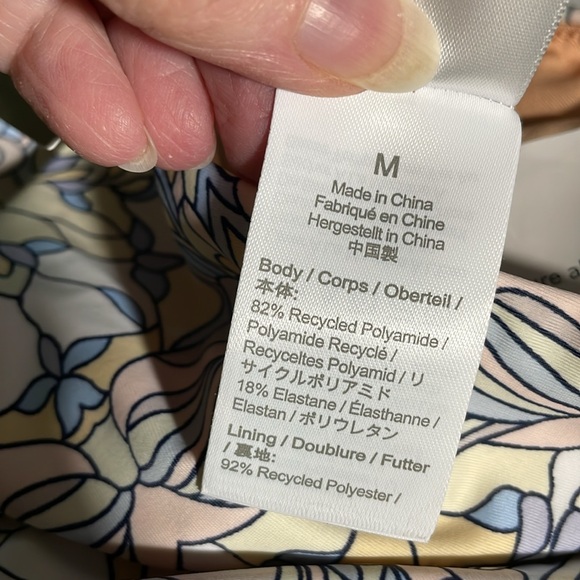 M
Made in China
Fabriqué en Chine
Hergestellt in China
中国製
Body / Corps / Oberteil /
本体:
82% Recycled Polyamide /
Polyamide Recyclé /
Recyceltes Polyamid / リ
サイクルポリアミド
18% Elastane / Élasthanne /
Elastan / ポリウレタン
Lining / Doublure / Futter
/ 裏地:
92% Recycled Polyester /